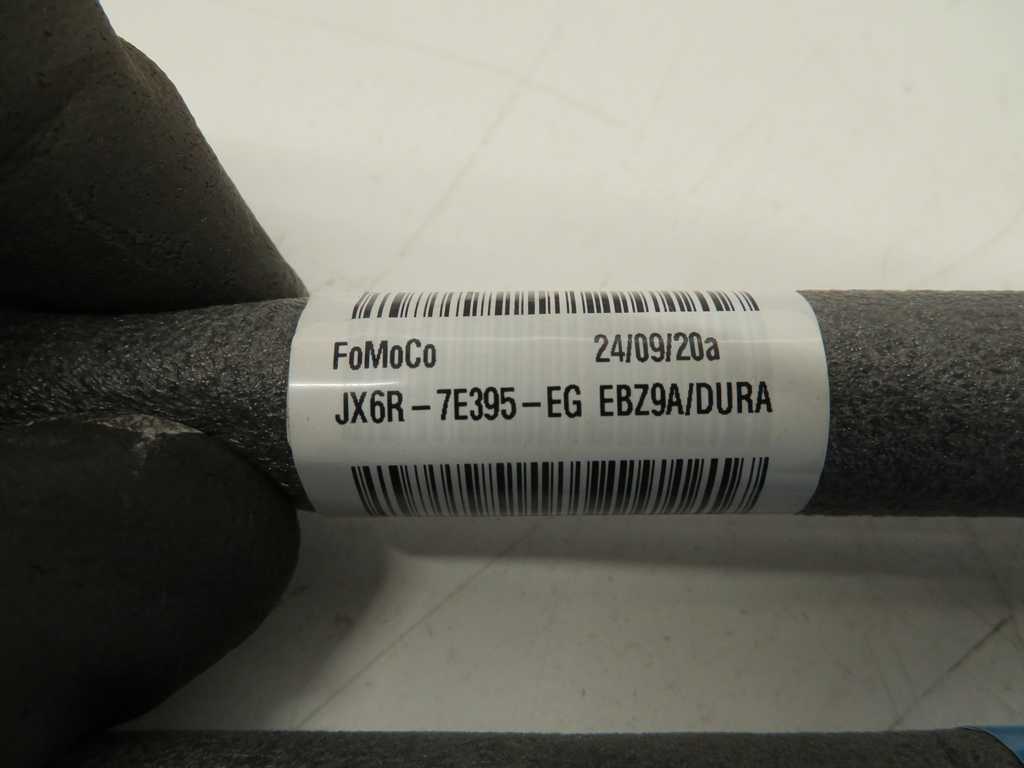 FoMoCo 24/09/20a
JX6R-7E395-EG EBZ9A/DURA